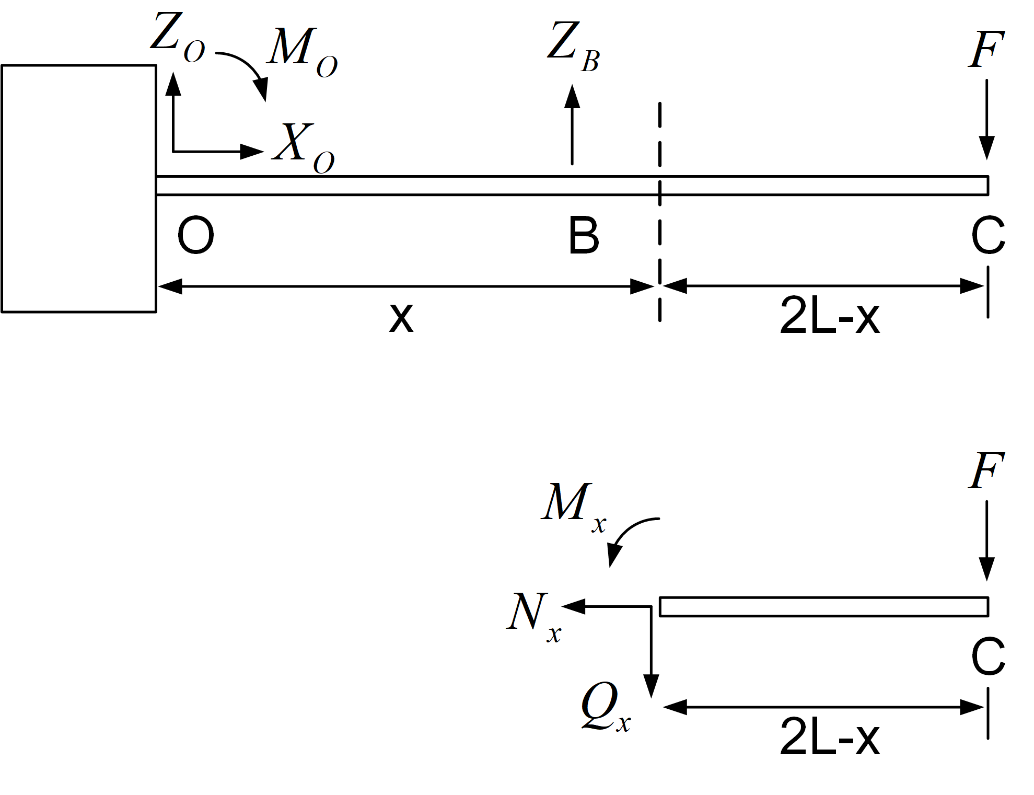 Z_O M_O Z_B F
X_O
O B C
x 2L-x
F
M_x
N_x
C
Q_x 2L-x